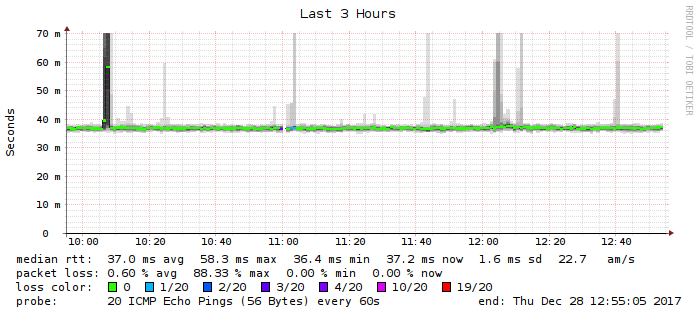 Last 3 Hours
RRDTOOL / TOBI OETIKER
Seconds
70 m
60 m
50 m
40 m
30 m
20 m
10 m
0
10:00 10:20 10:40 11:00 11:20 11:40 12:00 12:20 12:40
median rtt: 37.0 ms avg 58.3 ms max 36.4 ms min 37.2 ms now 1.6 ms sd 22.7 am/s
packet loss: 0.60 % avg 88.33 % max 0.00 % min 0.00 % now
loss color: 0 1/20 2/20 3/20 4/20 10/20 19/20
probe: 20 ICMP Echo Pings (56 Bytes) every 60s end: Thu Dec 28 12:55:05 2017